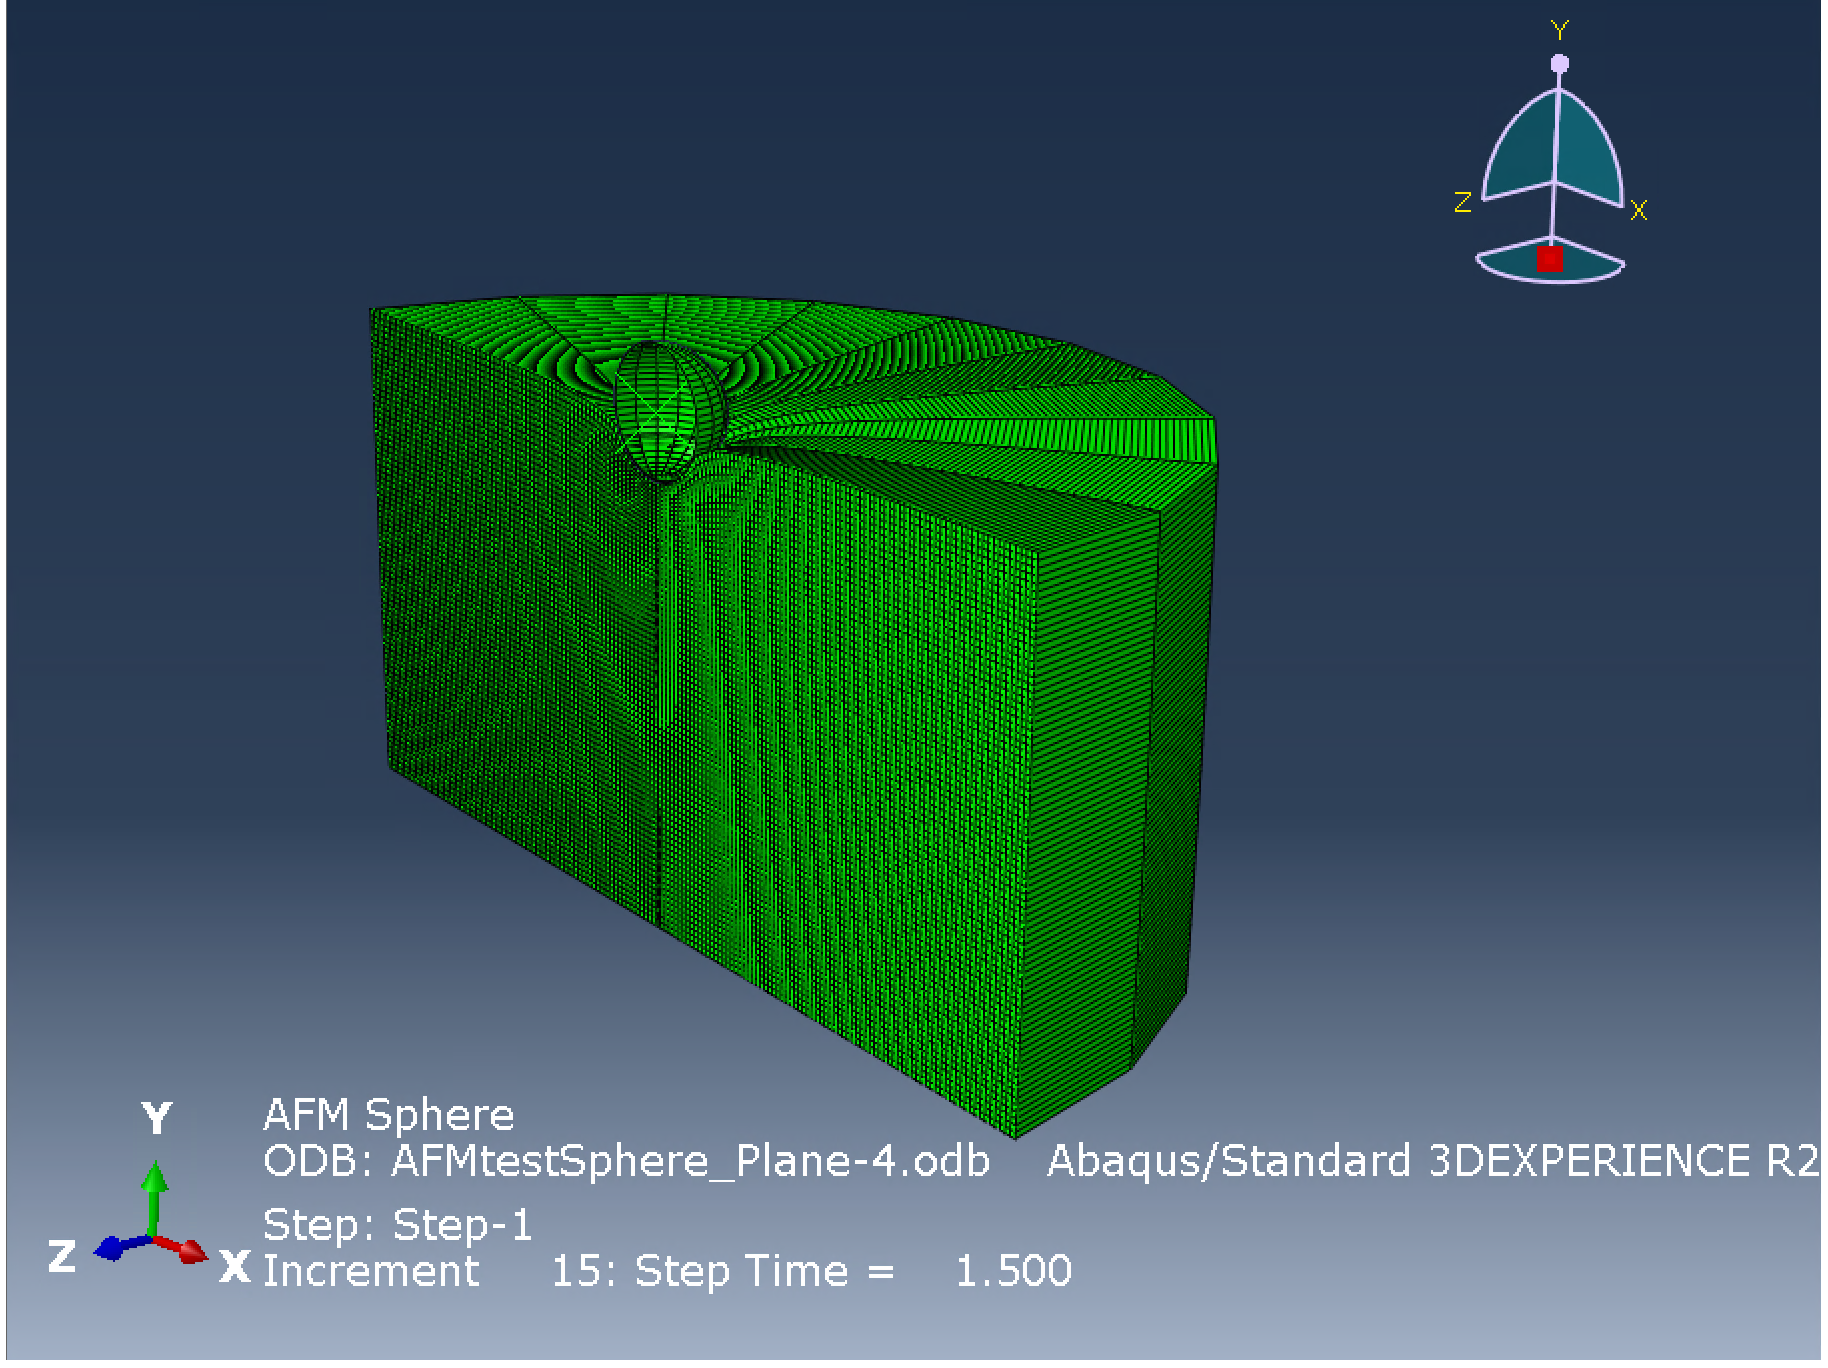 Y
Z
X
Y
AFM Sphere
ODB: AFMtestSphere_Plane-4.odb Abaqus/Standard 3DEXPERIENCE R2
Step: Step-1
Z
X
Increment 15: Step Time = 1.500